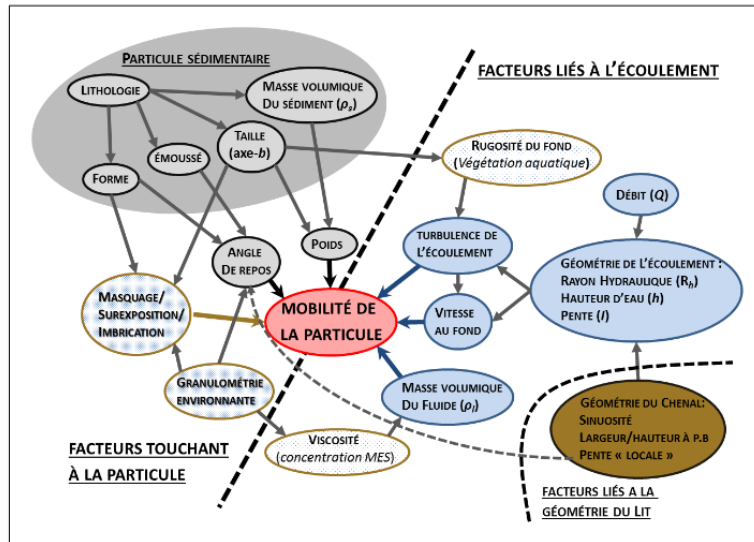 PARTICULE SÉDIMENTAIRE
LITHOLOGIE
MASSE VOLUMIQUE
DU SÉDIMENT (ρs)
TAILLE
(axe-b)
ÉMOUSSÉ
FORME
ANGLE
DE REPOS
POIDS
MASQUAGE/
SUREXPOSITION/
IMBRICATION
GRANULOMÉTRIE
ENVIRONNANTE
FACTEURS TOUCHANT
À LA PARTICULE
MOBILITÉ DE
LA PARTICULE
FACTEURS LIÉS À L'ÉCOULEMENT
RUGOSITÉ DU FOND
(Végétation aquatique)
DÉBIT (Q)
TURBULENCE DE
L'ÉCOULEMENT
GÉOMÉTRIE DE L'ÉCOULEMENT :
RAYON HYDRAULIQUE (Rh)
HAUTEUR D'EAU (h)
PENTE (I)
VITESSE
AU FOND
MASSE VOLUMIQUE
DU FLUIDE (ρl)
VISCOSITÉ
(concentration MES)
GÉOMÉTRIE DU CHENAL:
SINUOSITÉ
LARGEUR/HAUTEUR À P.B
PENTE « LOCALE »
FACTEURS LIÉS A LA
GÉOMÉTRIE DU LIT